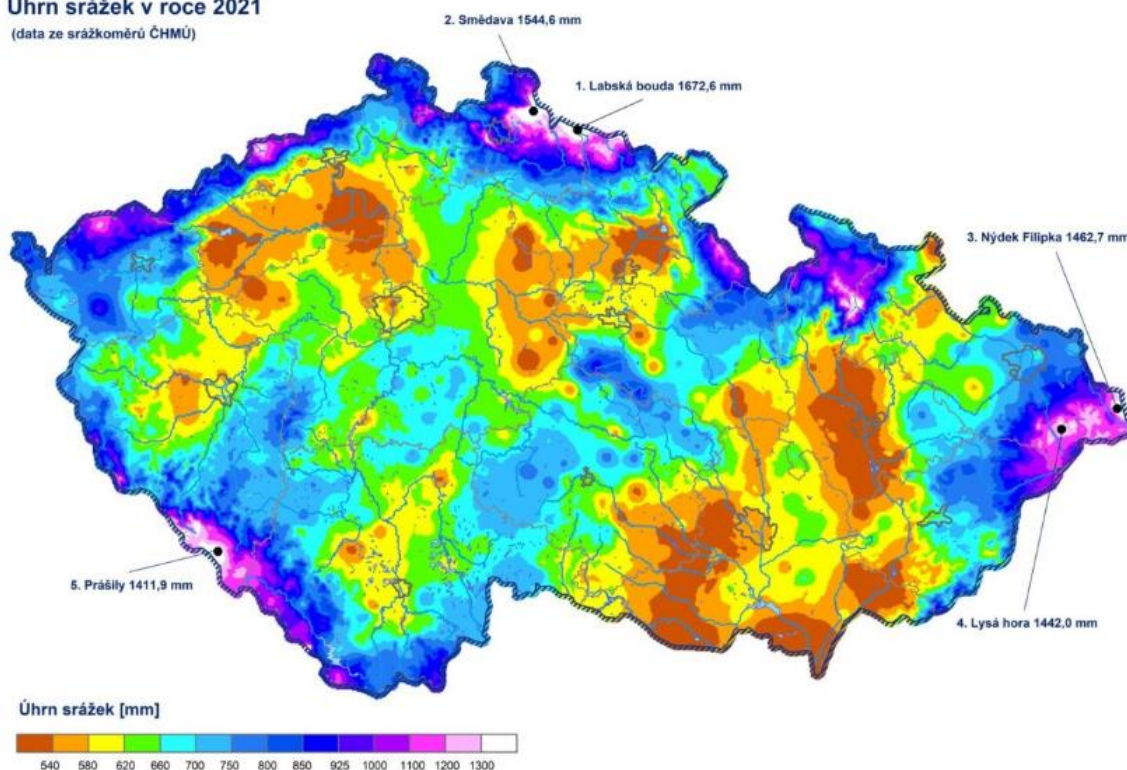 Úhrn srážek v roce 2021
(data ze srážkoměrů ČHMÚ)
2. Smědava 1544,6 mm
1. Labská bouda 1672,6 mm
3. Nýdek Filipka 1462,7 mm
5. Prášily 1411,9 mm
4. Lysá hora 1442,0 mm
Úhrn srážek [mm]
540 580 620 660 700 750 800 850 925 1000 1100 1200 1300